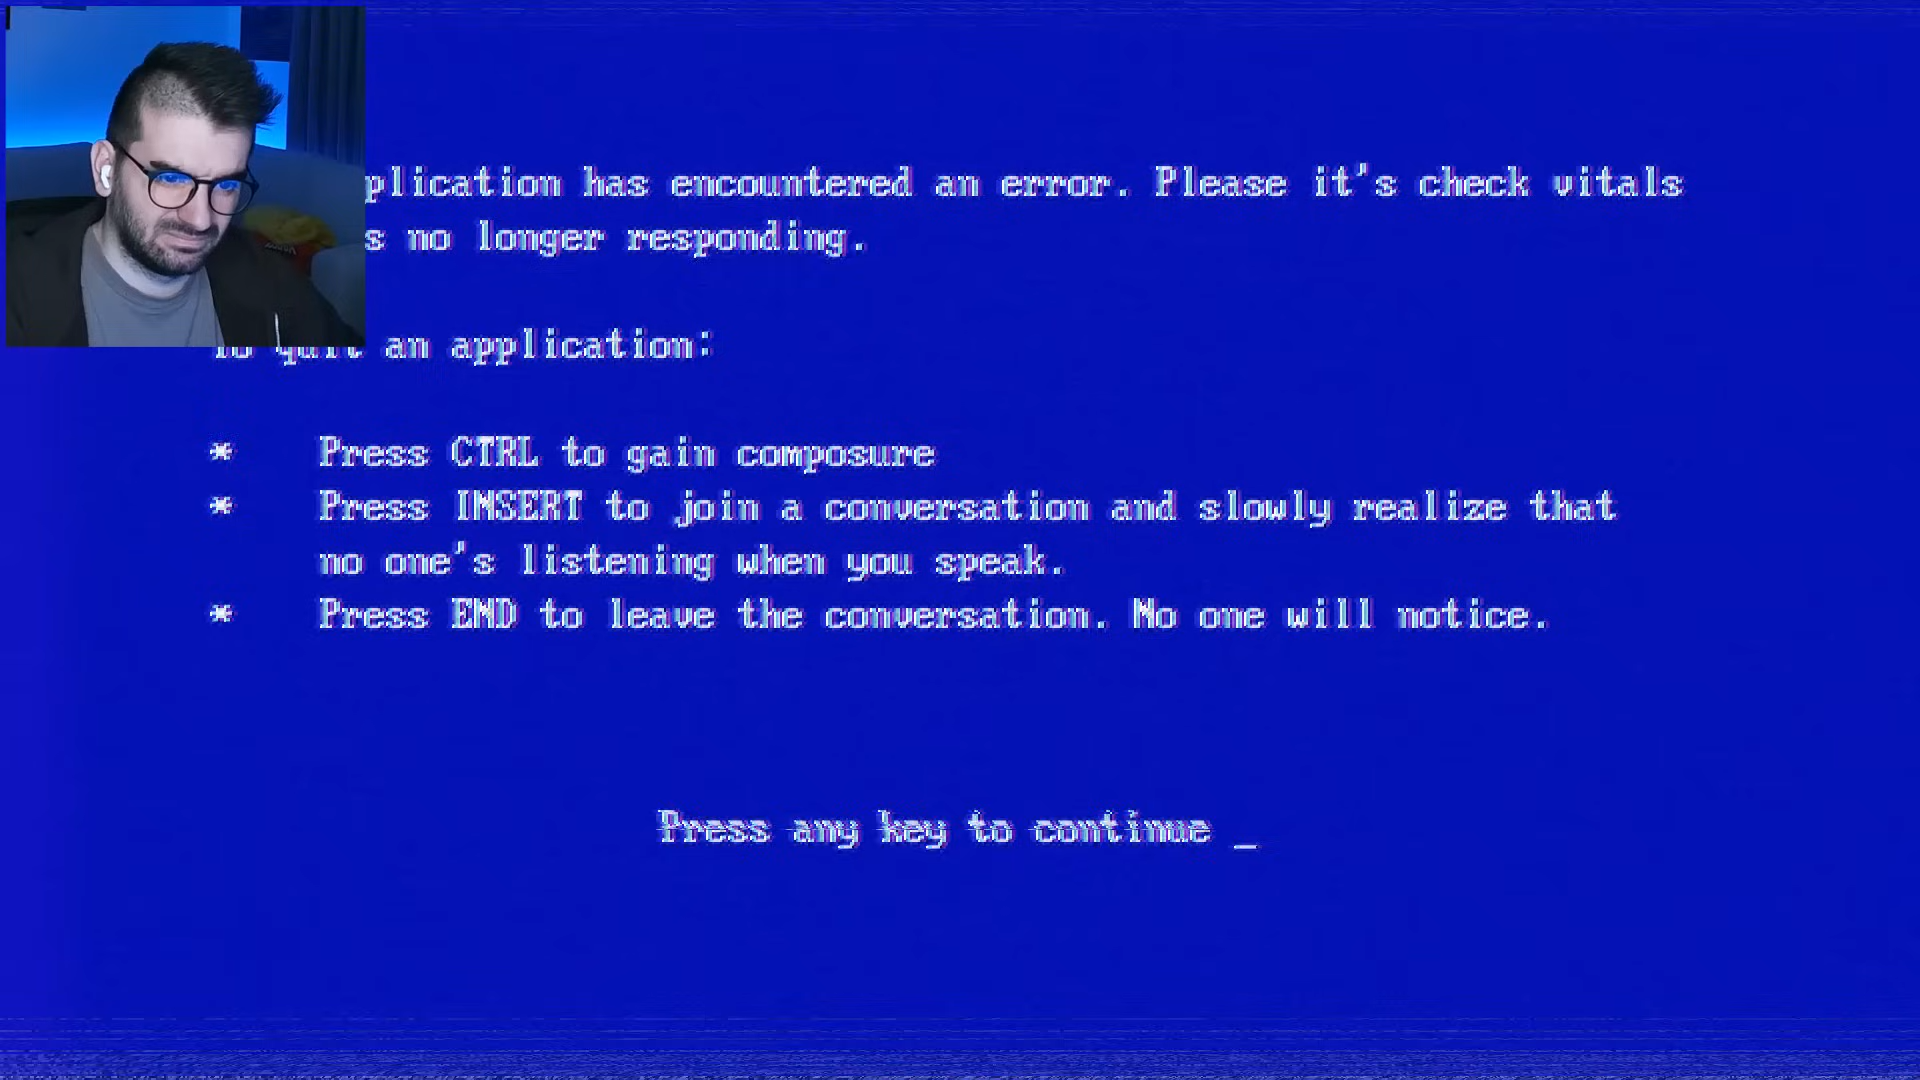 plication has encountered an error. Please it's check vitals
s no longer responding.
To quit an application:
* Press CTRL to gain composure
* Press INSERT to join a conversation and slowly realize that
no one's listening when you speak.
* Press END to leave the conversation. No one will notice.
Press any key to continue _